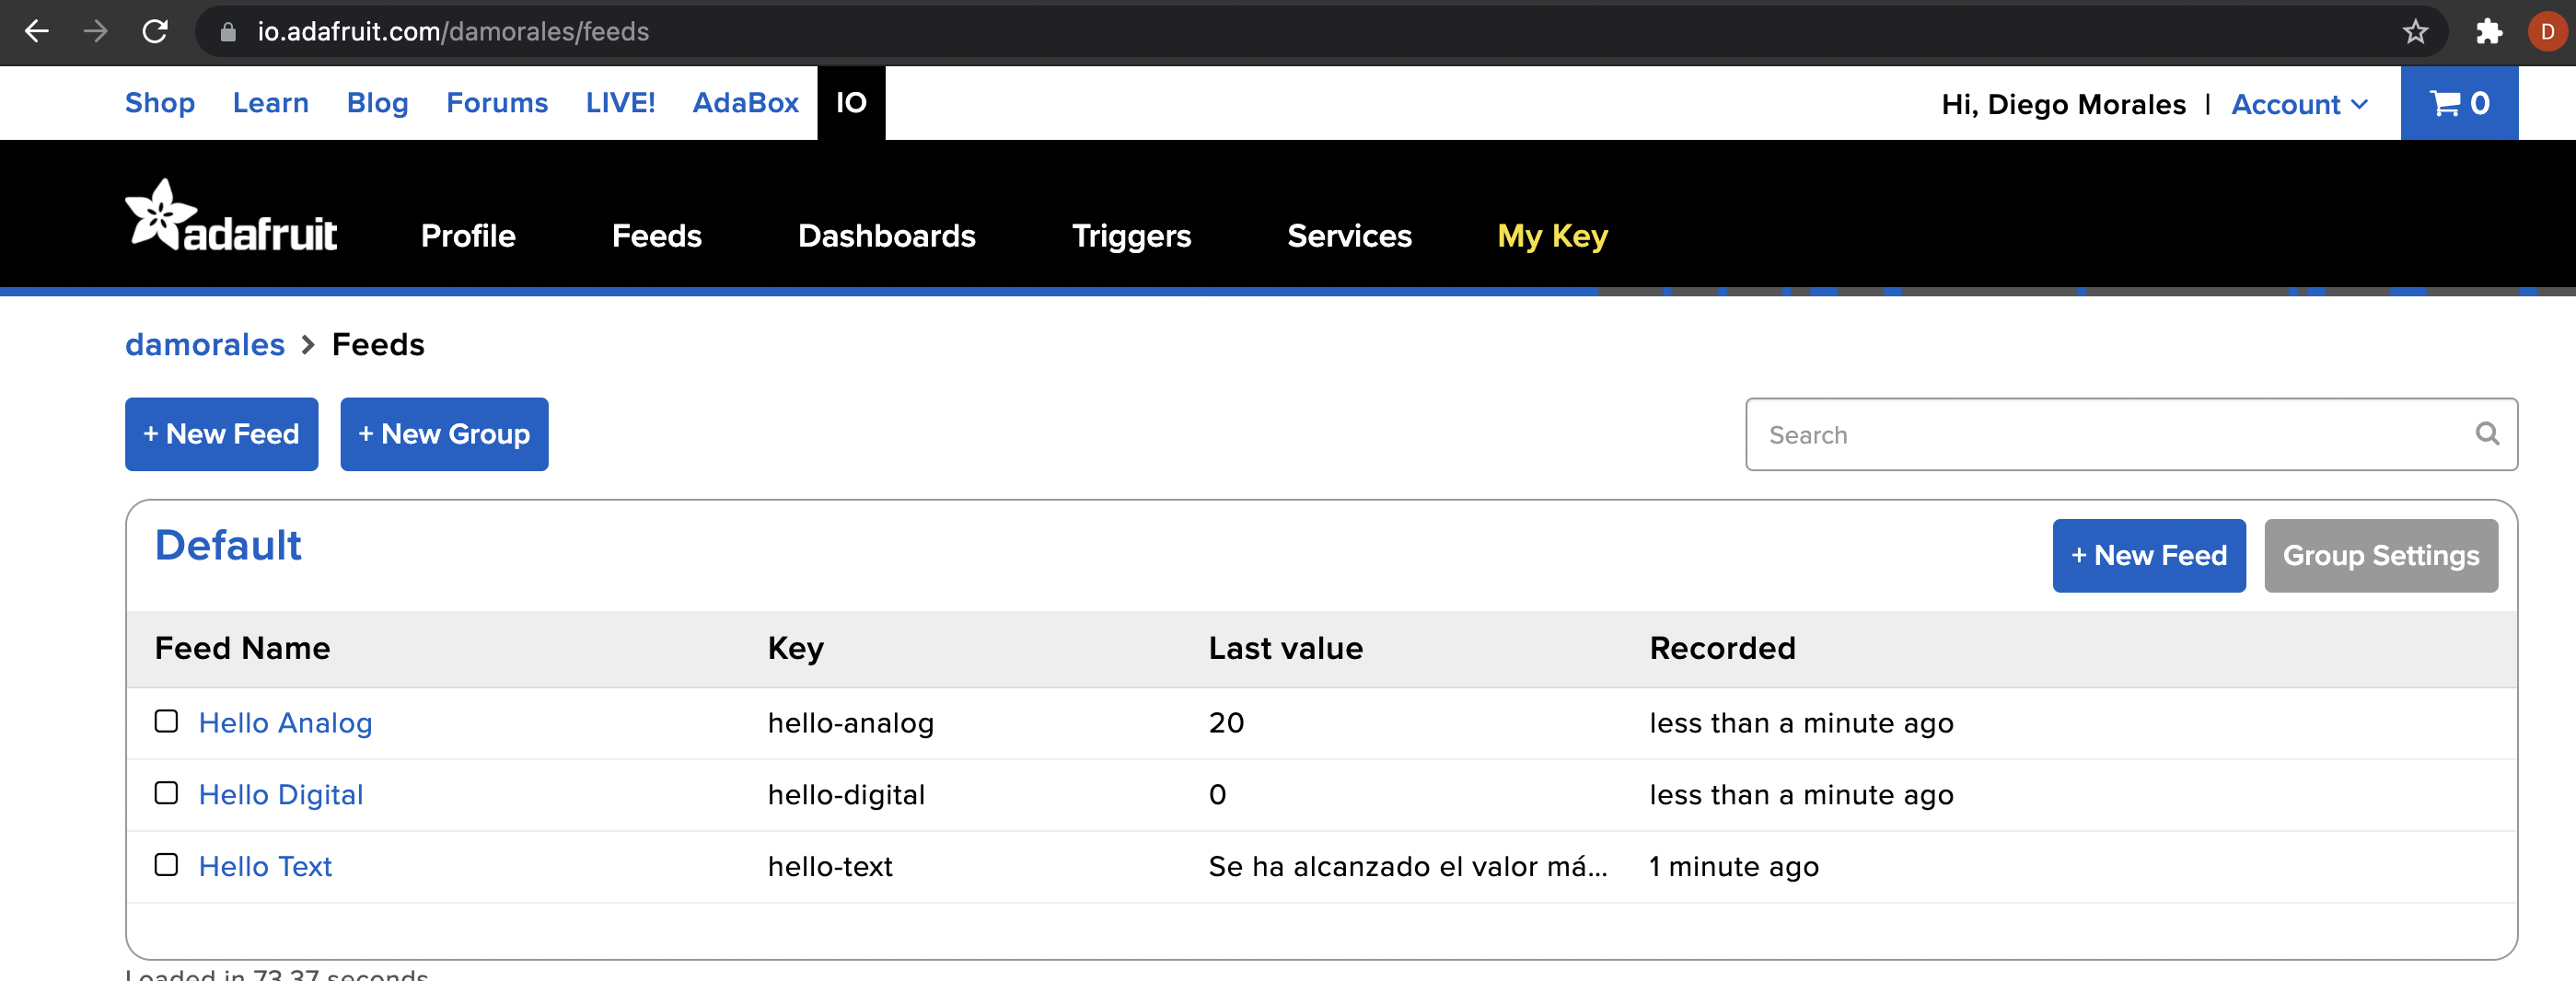 io.adafruit.com/damorales/feeds
D
Shop Learn Blog Forums LIVE! AdaBox IO
Hi, Diego Morales | Account 0
adafruit Profile Feeds Dashboards Triggers Services My Key
damorales > Feeds
+ New Feed + New Group Search
Default + New Feed Group Settings
Feed Name Key Last value Recorded
Hello Analog hello-analog 20 less than a minute ago
Hello Digital hello-digital 0 less than a minute ago
Hello Text hello-text Se ha alcanzado el valor má... 1 minute ago
Loaded in 73.37 seconds